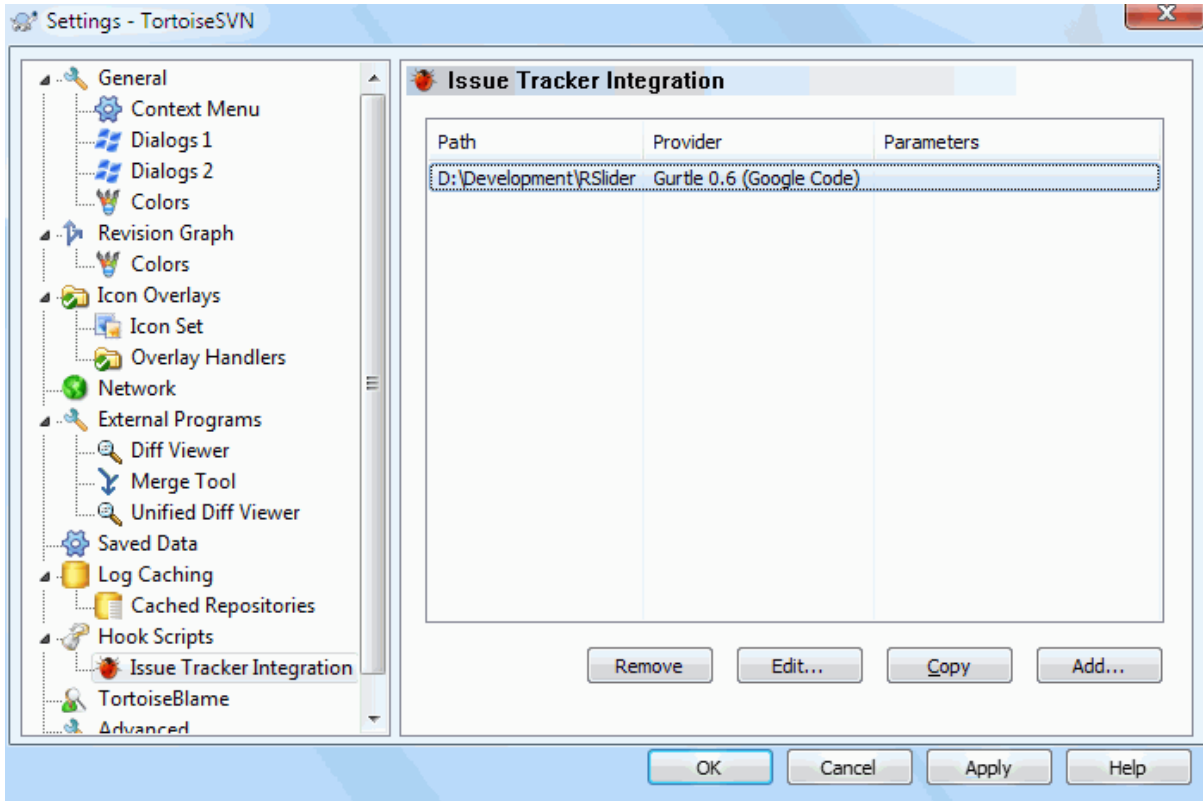 Settings - TortoiseSVN
X
General
Context Menu
Dialogs 1
Dialogs 2
Colors
Revision Graph
Colors
Icon Overlays
Icon Set
Overlay Handlers
Network
External Programs
Diff Viewer
Merge Tool
Unified Diff Viewer
Saved Data
Log Caching
Cached Repositories
Hook Scripts
Issue Tracker Integration
TortoiseBlame
Advanced
Issue Tracker Integration
Path Provider Parameters
D:\Development\RSlider Gurtle 0.6 (Google Code)
Remove Edit... Copy Add...
OK Cancel Apply Help